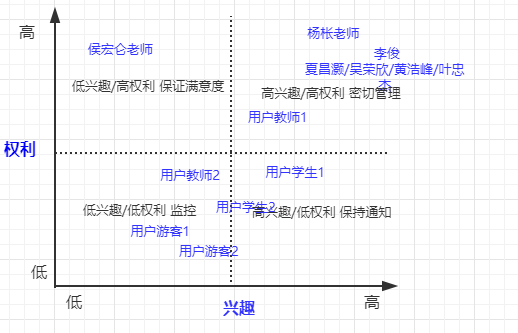 高
杨枨老师
侯宏仑老师
李俊
夏昌灏/吴荣欣/黄浩峰/叶忠杰
低兴趣/高权利 保证满意度
高兴趣/高权利 密切管理
用户教师1
权利
用户教师2
用户学生1
低兴趣/低权利 监控
用户学生2
高兴趣/低权利 保持通知
用户游客1
用户游客2
低
低
兴趣
高